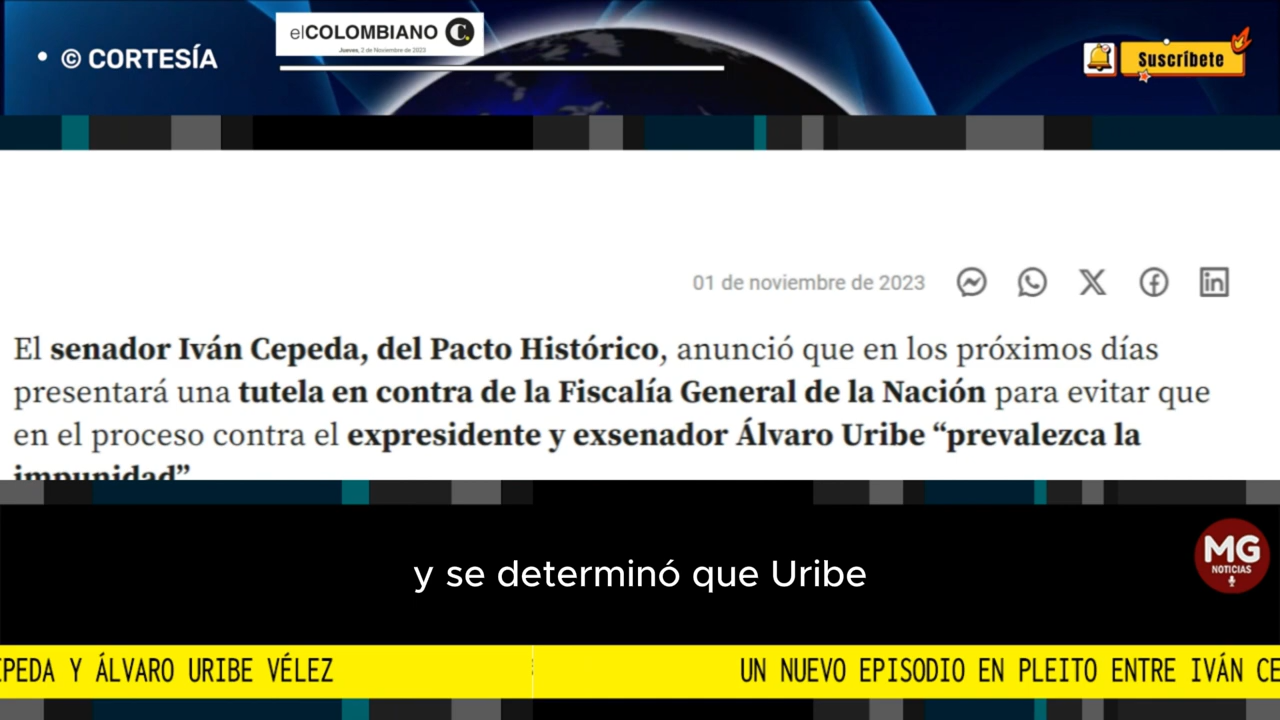 • © CORTESÍA
elCOLOMBIANO C.
Jueves, 2 de Noviembre de 2023
Suscríbete
01 de noviembre de 2023
El senador Iván Cepeda, del Pacto Histórico, anunció que en los próximos días
presentará una tutela en contra de la Fiscalía General de la Nación para evitar que
en el proceso contra el expresidente y exsenador Álvaro Uribe “prevalezca la
impunidad”
y se determinó que Uribe
MG
NOTICIAS
EPEDA Y ÁLVARO URIBE VÉLEZ
UN NUEVO EPISODIO EN PLEITO ENTRE IVÁN CE